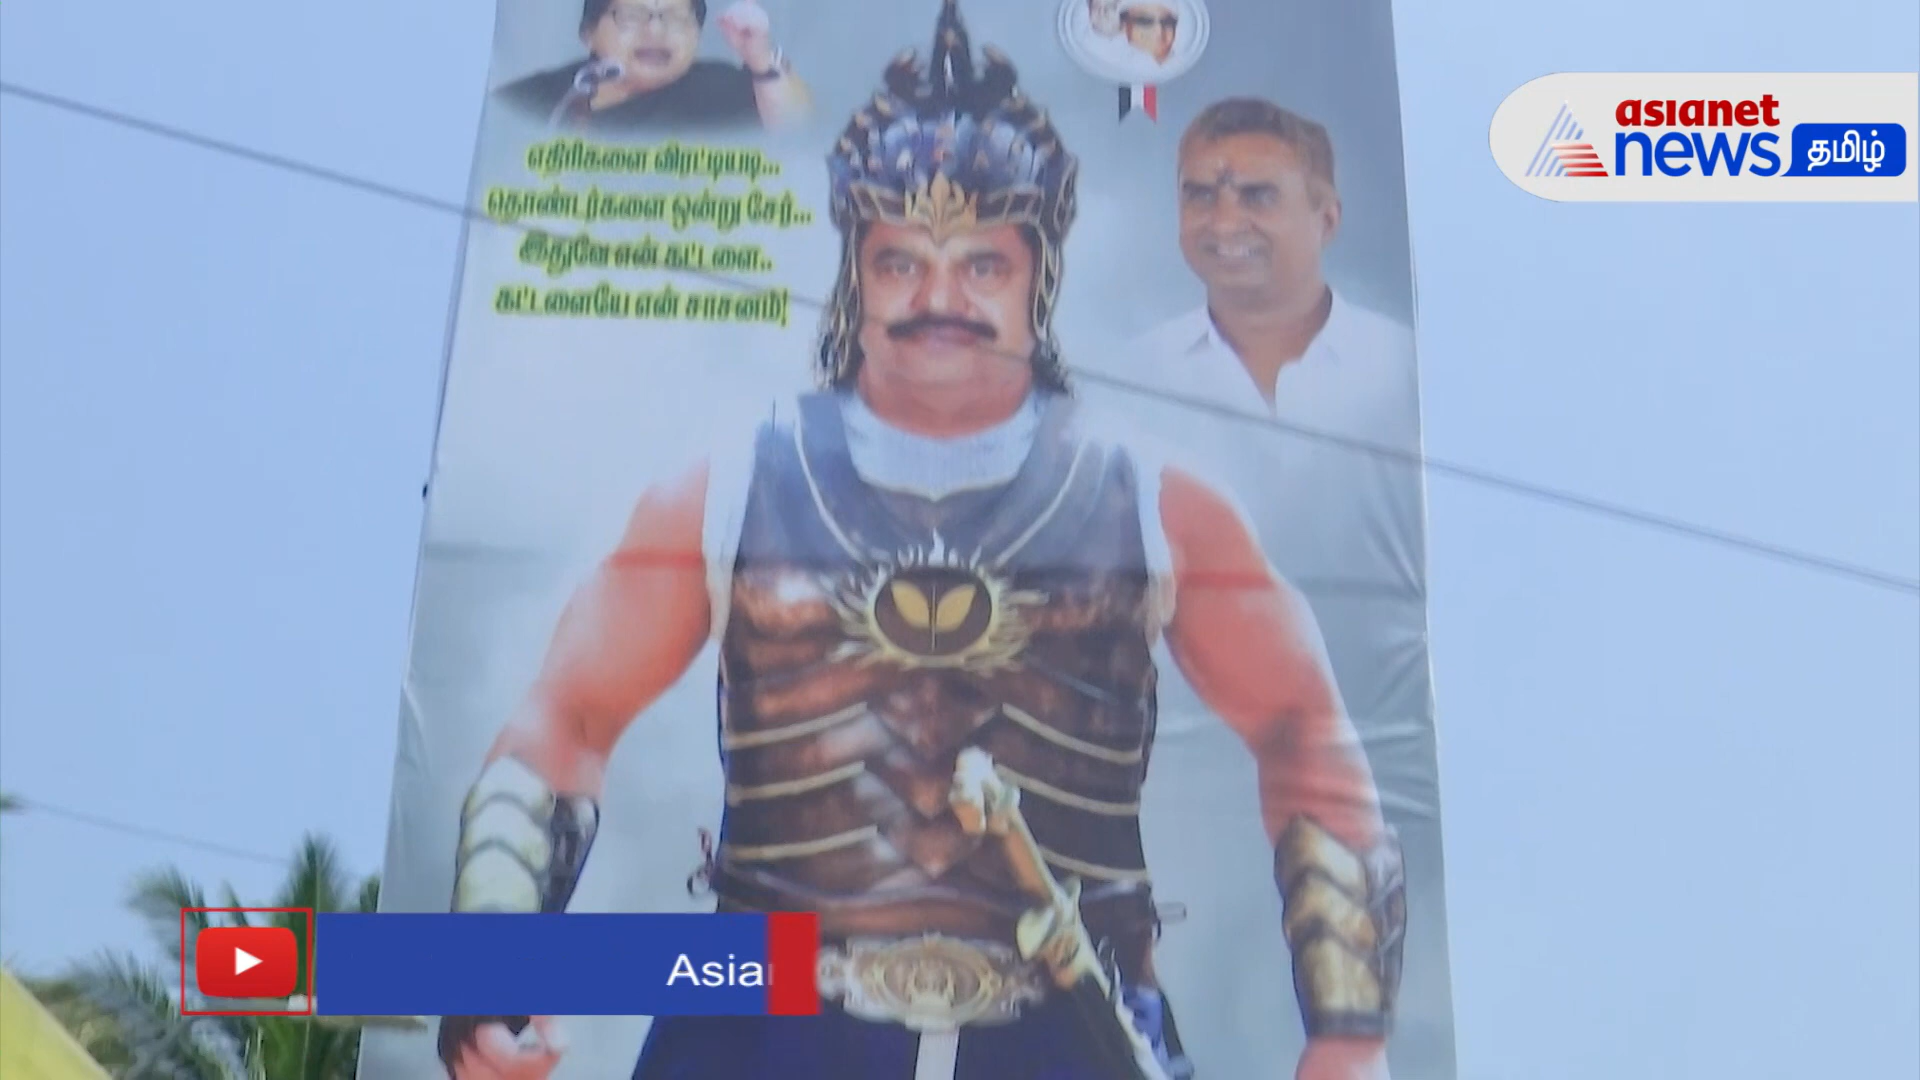 எதிரிகளை விரட்டியடி...
தொண்டர்களை ஒன்று சேர்...
இதுவே என் கட்டளை..
கட்டளையே என் சாசனம்!
asianet
news தமிழ்
Asia